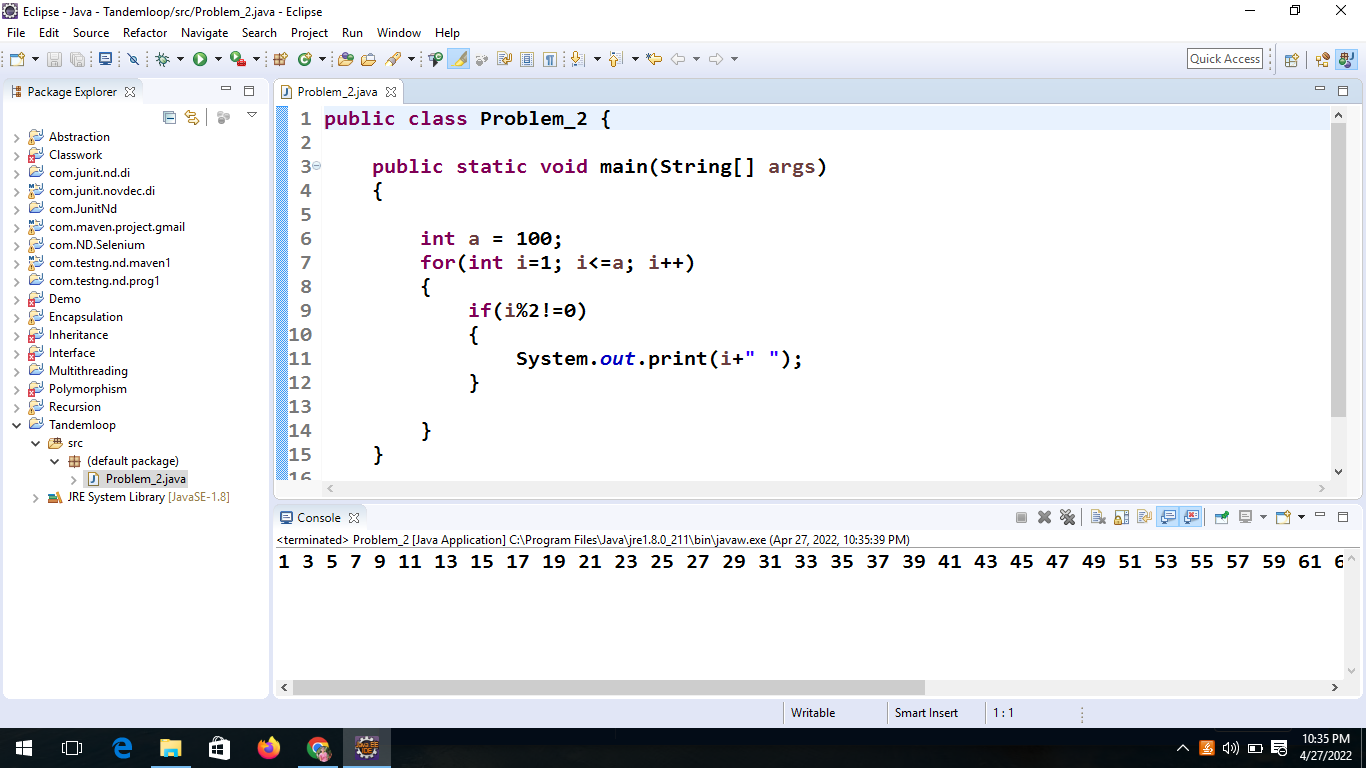 Eclipse - Java - Tandemloop/src/Problem_2.java - Eclipse
File Edit Source Refactor Navigate Search Project Run Window Help
Quick Access
Package Explorer
Abstraction
Classwork
com.junit.nd.di
com.junit.novdec.di
com.JunitNd
com.maven.project.gmail
com.ND.Selenium
com.testng.nd.maven1
com.testng.nd.prog1
Demo
Encapsulation
Inheritance
Interface
Multithreading
Polymorphism
Recursion
Tandemloop
src
(default package)
Problem_2.java
JRE System Library [JavaSE-1.8]
Problem_2.java
1 public class Problem_2 {
2
3 public static void main(String[] args)
4 {
5
6 int a = 100;
7 for(int i=1; i<=a; i++)
8 {
9 if(i%2!=0)
10 {
11 System.out.print(i+" ");
12 }
13
14 }
15 }
16
Console
<terminated> Problem_2 [Java Application] C:\Program Files\Java\jre1.8.0_211\bin\javaw.exe (Apr 27, 2022, 10:35:39 PM)
1 3 5 7 9 11 13 15 17 19 21 23 25 27 29 31 33 35 37 39 41 43 45 47 49 51 53 55 57 59 61 6
Writable Smart Insert 1 : 1
10:35 PM
4/27/2022